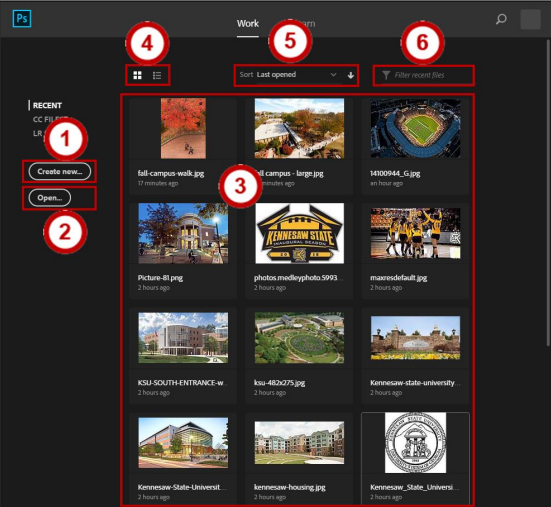 Ps
Work
4
5
6
Sort Last opened
Filter recent files
RECENT
CC FILES
LR
1
Create new...
Open...
2
3
fall-campus-walk.jpg
17 minutes ago
fall campus - large.jpg
minutes ago
14100944_G.jpg
an hour ago
Picture-81.png
2 hours ago
photos.medleyphoto.5993...
2 hours ago
maxresdefault.jpg
2 hours ago
KENNESAW STATE
INAUGURAL SEASON
20 15
KSU-SOUTH-ENTRANCE-w...
2 hours ago
ksu-482x275.jpg
2 hours ago
Kennesaw-state-university...
2 hours ago
Kennesaw-State-Universit...
2 hours ago
kennesaw-housing.jpg
2 hours ago
Kennesaw_State_Universi...
2 hours ago